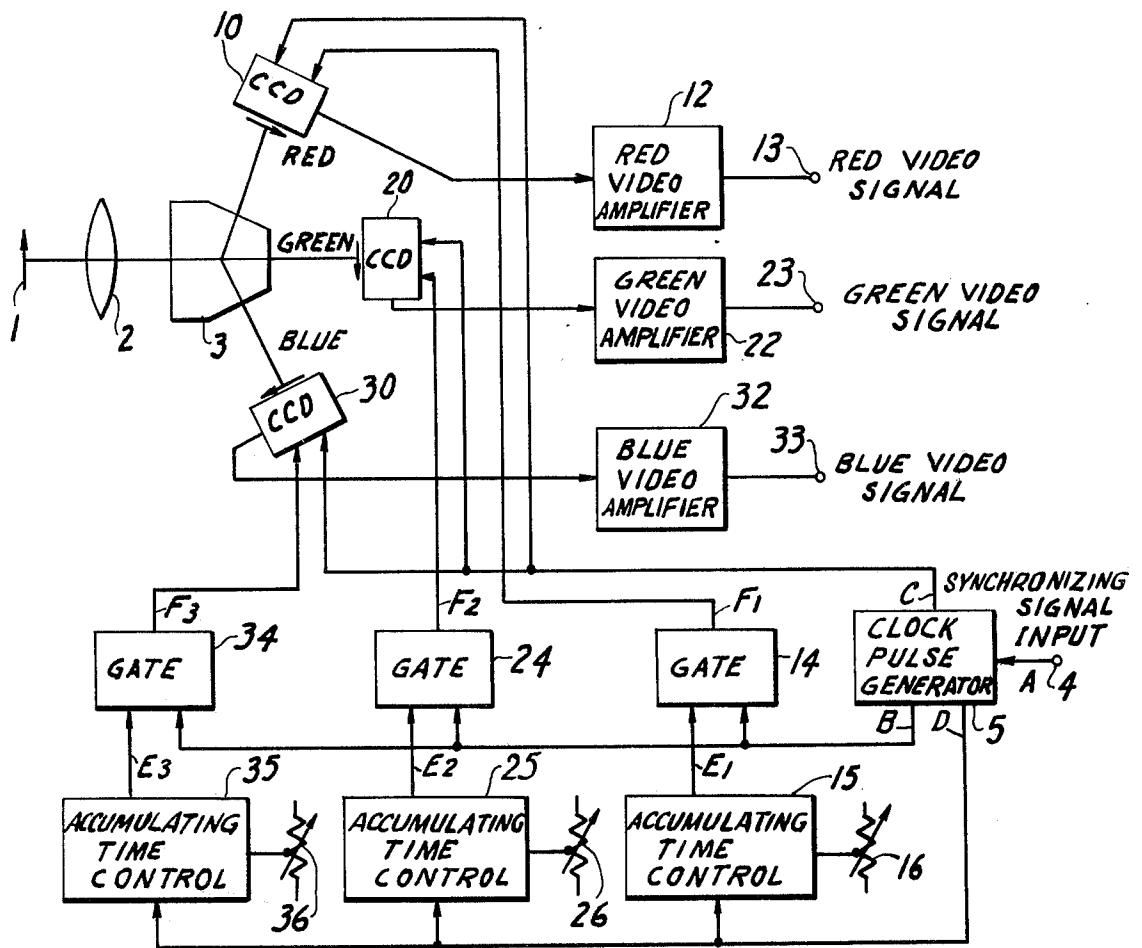 10
CCD
RED
12
RED
VIDEO
AMPLIFIER
13
RED VIDEO
SIGNAL
1
2
3
GREEN
20
CCD
GREEN
VIDEO
AMPLIFIER
22
23
GREEN VIDEO
SIGNAL
BLUE
CCD
30
32
BLUE
VIDEO
AMPLIFIER
33
BLUE VIDEO
SIGNAL
F3
GATE
34
F2
GATE
24
F1
GATE
14
C
SYNCHRONIZING
SIGNAL
INPUT
CLOCK
PULSE
GENERATOR
A
4
B
D
5
E3
35
ACCUMULATING
TIME
CONTROL
36
E2
25
ACCUMULATING
TIME
CONTROL
26
E1
15
ACCUMULATING
TIME
CONTROL
16